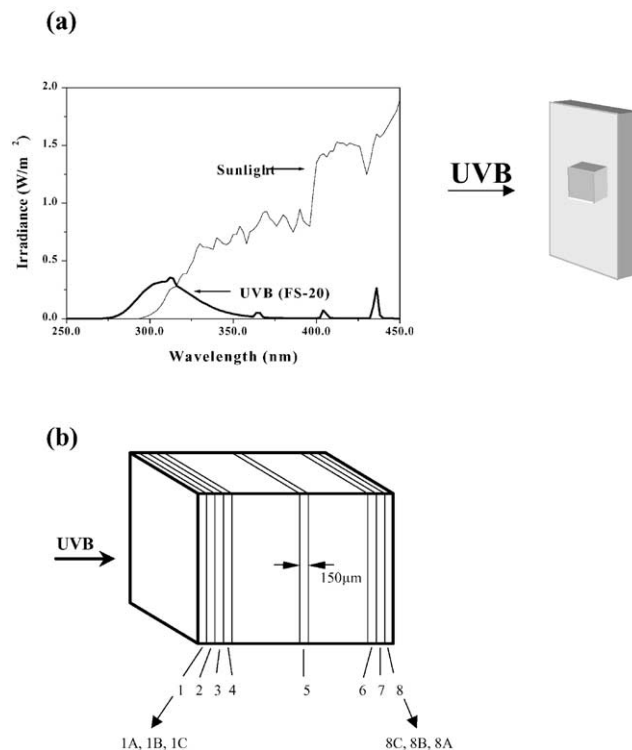 (a)
2.0
1.5
1.0
0.5
0.0
Irradiance (W/m²)
Sunlight
UVB (FS-20)
250.0 300.0 350.0 400.0 450.0
Wavelength (nm)
UVB
(b)
UVB
150µm
1 2 3 4 5 6 7 8
1A, 1B, 1C 8C, 8B, 8A